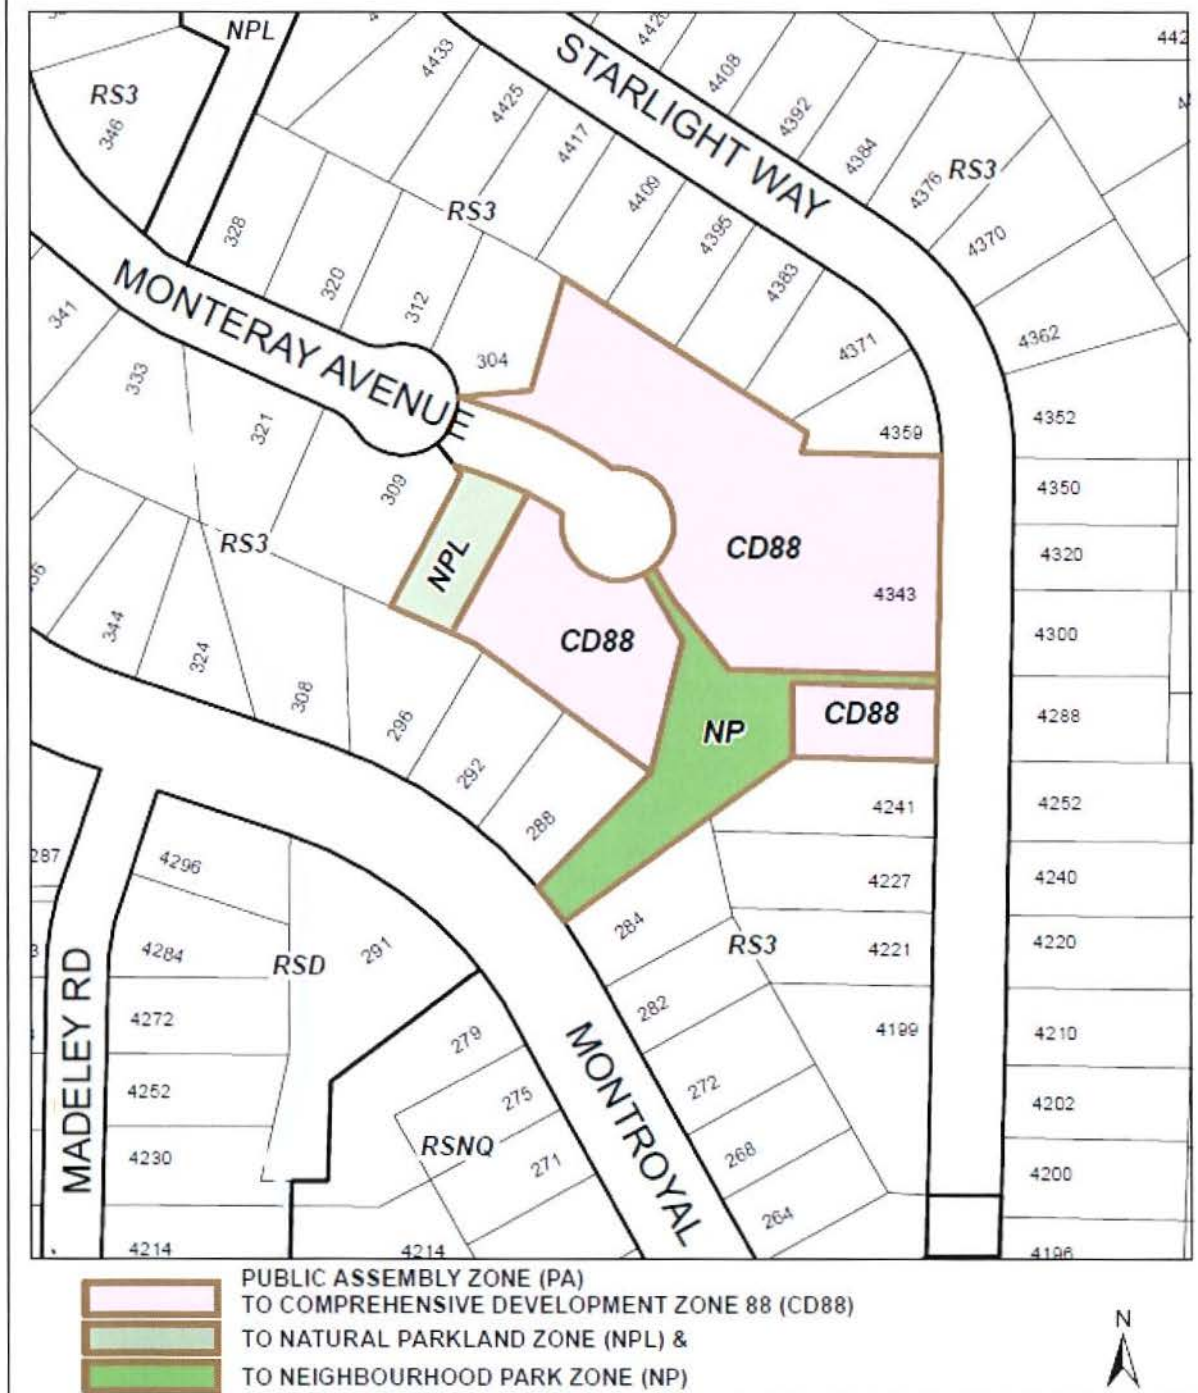 NPL
4433
4426
442
RS3
346
4425
STARLIGHT WAY
4408
4417
4392
4384
RS3
4376
328
RS3
4409
4395
4370
320
MONTERAY AVENUE
4383
341
312
4362
304
4371
333
4352
321
4359
309
4350
RS3
NPL
CD88
4320
4343
344
CD88
4300
324
308
296
NP
CD88
4288
292
288
4241
4252
287
4296
4227
4240
284
RS3
4221
4220
4284
RSD
291
MADELEY RD
4272
282
4199
4210
279
MONTROYAL
4252
275
272
4202
4230
RSNQ
271
268
4200
264
4214
4214
4196
PUBLIC ASSEMBLY ZONE (PA)
TO COMPREHENSIVE DEVELOPMENT ZONE 88 (CD88)
TO NATURAL PARKLAND ZONE (NPL) &
TO NEIGHBOURHOOD PARK ZONE (NP)
N